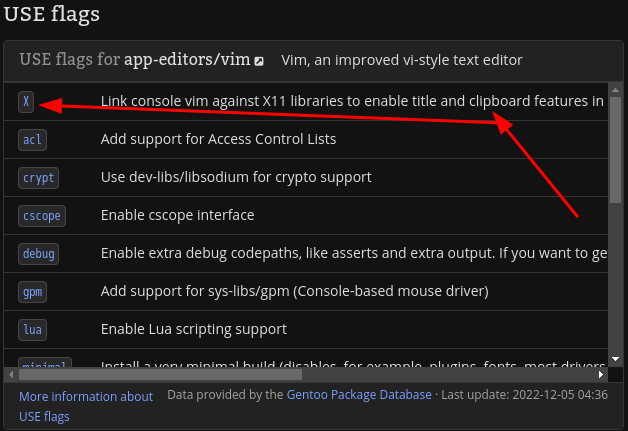 USE flags
USE flags for app-editors/vim Vim, an improved vi-style text editor
X Link console vim against X11 libraries to enable title and clipboard features in
acl Add support for Access Control Lists
crypt Use dev-libs/libsodium for crypto support
cscope Enable cscope interface
debug Enable extra debug codepaths, like asserts and extra output. If you want to ge
gpm Add support for sys-libs/gpm (Console-based mouse driver)
lua Enable Lua scripting support
minimal Install a very minimal build (disables, for example, plugins, fonts, most drivers,
More information about Data provided by the Gentoo Package Database · Last update: 2022-12-05 04:36
USE flags